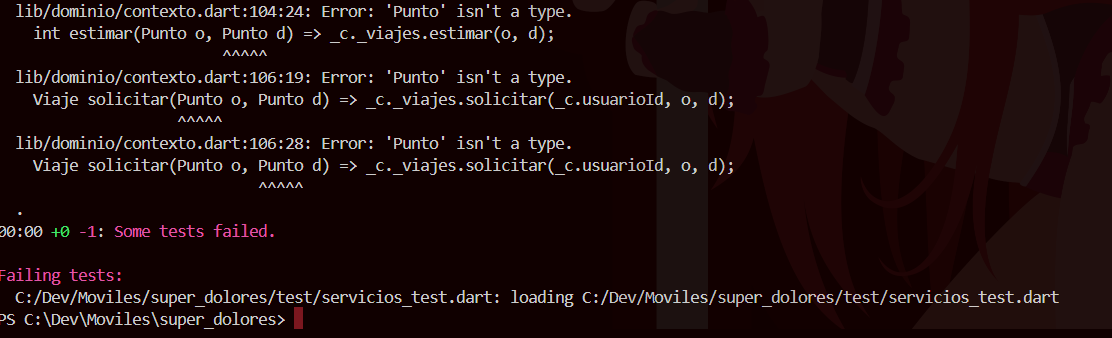 lib/dominio/contexto.dart:104:24: Error: 'Punto' isn't a type.
int estimar(Punto o, Punto d) => _c._viajes.estimar(o, d);
^^^^^
lib/dominio/contexto.dart:106:19: Error: 'Punto' isn't a type.
Viaje solicitar(Punto o, Punto d) => _c._viajes.solicitar(_c.usuarioId, o, d);
^^^^^
lib/dominio/contexto.dart:106:28: Error: 'Punto' isn't a type.
Viaje solicitar(Punto o, Punto d) => _c._viajes.solicitar(_c.usuarioId, o, d);
^^^^^
.
00:00 +0 -1: Some tests failed.
Failing tests:
C:/Dev/Moviles/super_dolores/test/servicios_test.dart: loading C:/Dev/Moviles/super_dolores/test/servicios_test.dart
PS C:\Dev\Moviles\super_dolores>